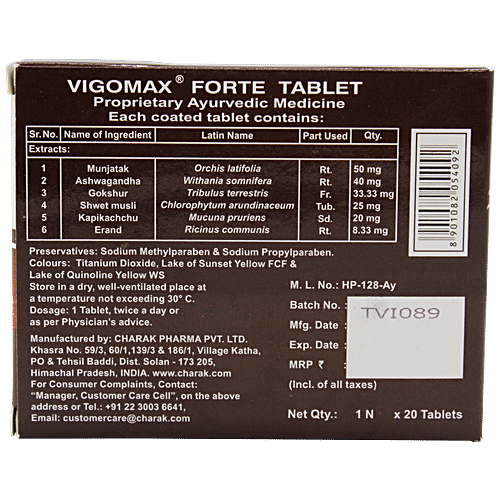 VIGOMAX® FORTE TABLET
Proprietary Ayurvedic Medicine
Each coated tablet contains:
Sr.No. Name of Ingredient Latin Name Part Used Qty.
Extracts:
1 Munjatak Orchis latifolia Rt. 50 mg
2 Ashwagandha Withania somnifera Rt. 40 mg
3 Gokshur Tribulus terrestris Fr. 33.33 mg
4 Shwet musli Chlorophytum arundinaceum Tub. 25 mg
5 Kapikachchu Mucuna pruriens Sd. 20 mg
6 Erand Ricinus communis Rt. 8.33 mg
8 901082 054092
Preservatives: Sodium Methylparaben & Sodium Propylparaben.
Colours: Titanium Dioxide, Lake of Sunset Yellow FCF &
Lake of Quinoline Yellow WS
Store in a dry, well-ventilated place at
a temperature not exceeding 30° C.
Dosage: 1 Tablet, twice a day or
as per Physician's advice.
Manufactured by: CHARAK PHARMA PVT. LTD.
Khasra No. 59/3, 60/1,139/3 & 186/1, Village Katha,
PO & Tehsil Baddi, Dist. Solan - 173 205,
Himachal Pradesh, INDIA. www.charak.com
For Consumer Complaints, Contact:
"Manager, Customer Care Cell", on the above
address or Tel.: +91 22 3003 6641,
Email: customercare@charak.com
M. L. No.: HP-128-Ay
Batch No. :
TVI089
Mfg. Date :
Exp. Date :
MRP ₹ :
(Incl. of all taxes)
Net Qty.: 1 N x 20 Tablets